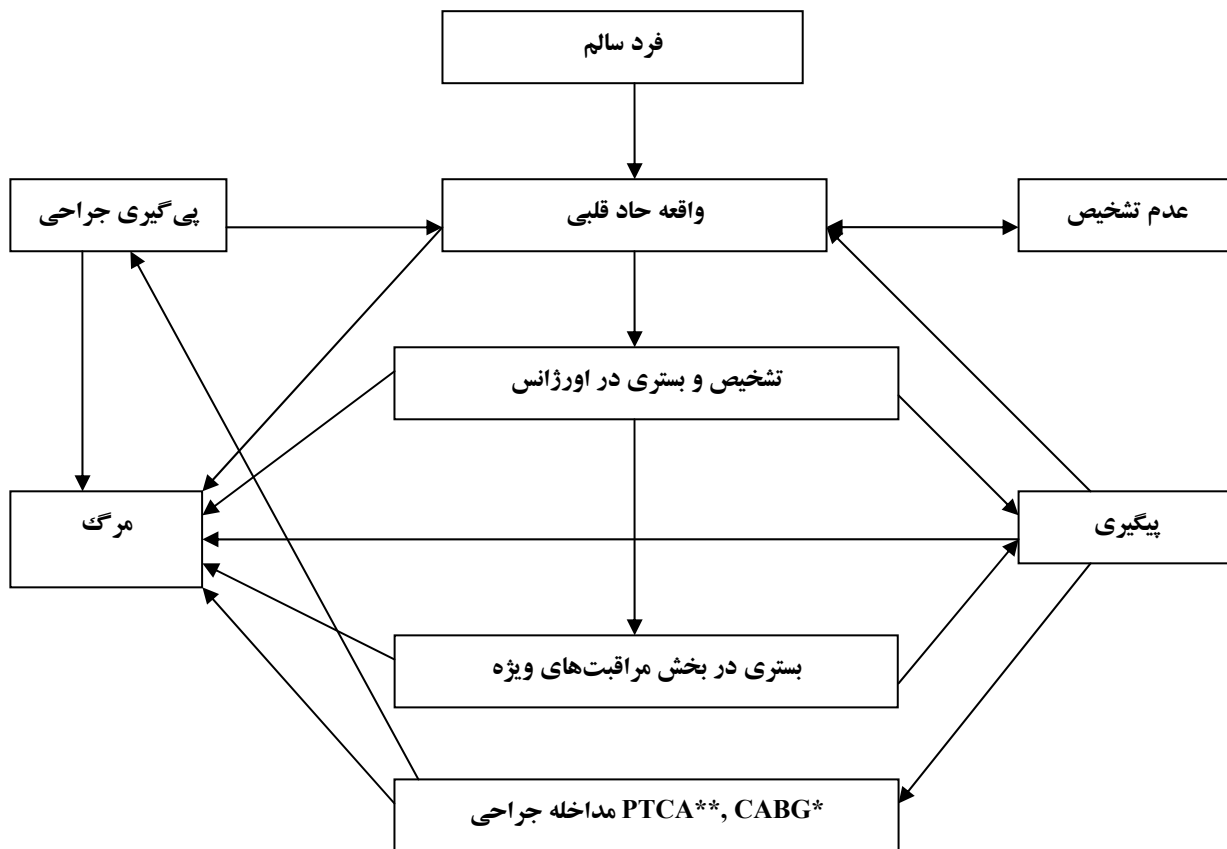 فرد سالم
پی‌گیری جراحی
واقعه حاد قلبی
عدم تشخیص
تشخیص و بستری در اورژانس
مرگ
پیگیری
بستری در بخش مراقبت‌های ویژه
مداخله جراحی PTCA**, CABG*